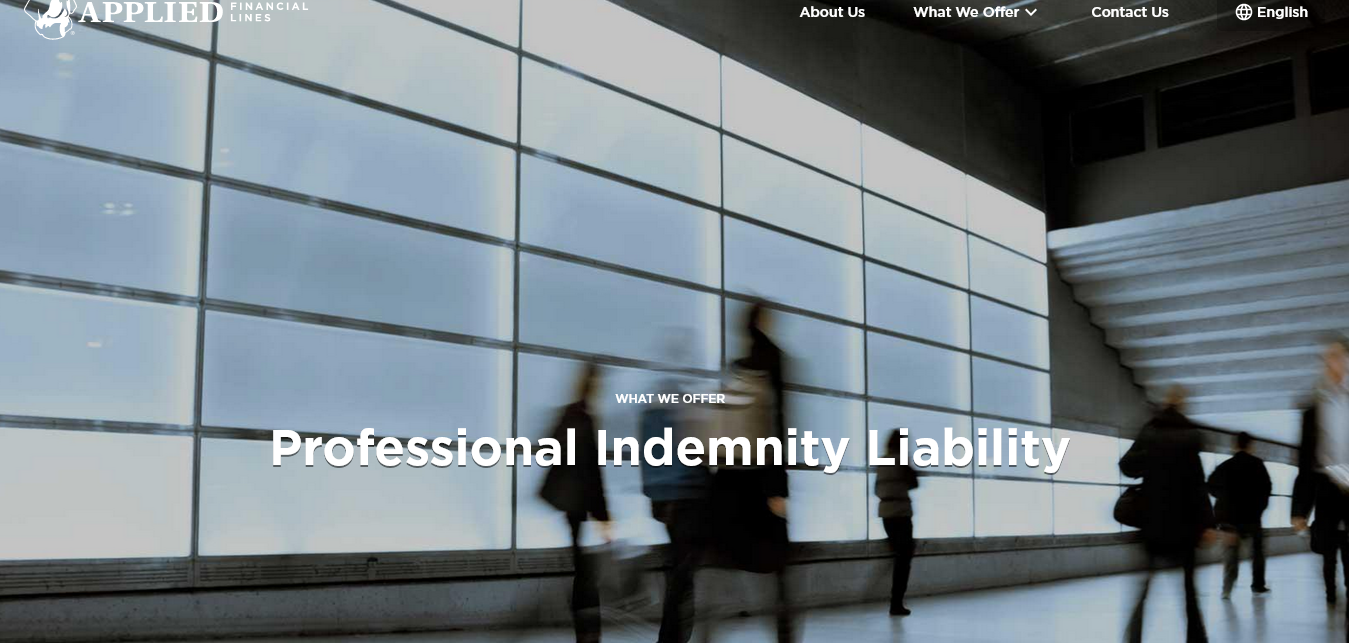 APPLIED FINANCIAL
LINES
About Us
What We Offer
Contact Us
English
WHAT WE OFFER
Professional Indemnity Liability